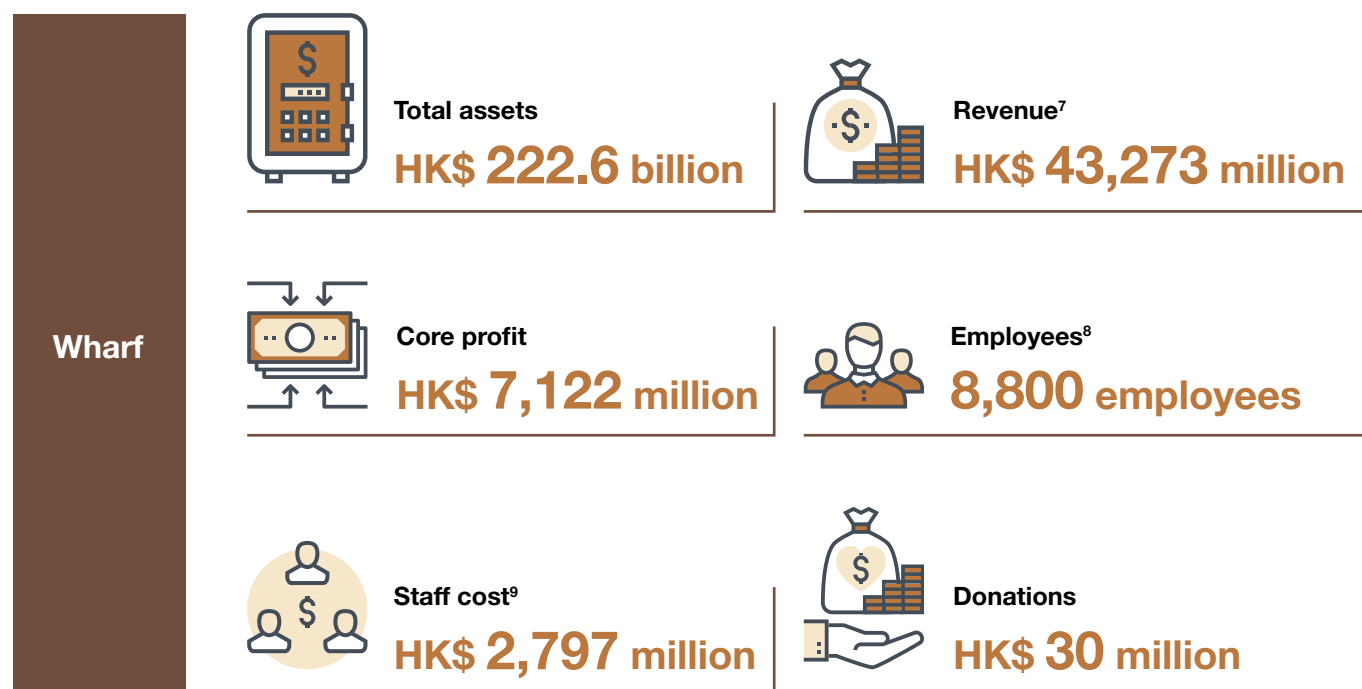 Wharf
Total assets
HK$ 222.6 billion
Revenue⁷
HK$ 43,273 million
Core profit
HK$ 7,122 million
Employees⁸
8,800 employees
Staff cost⁹
HK$ 2,797 million
Donations
HK$ 30 million